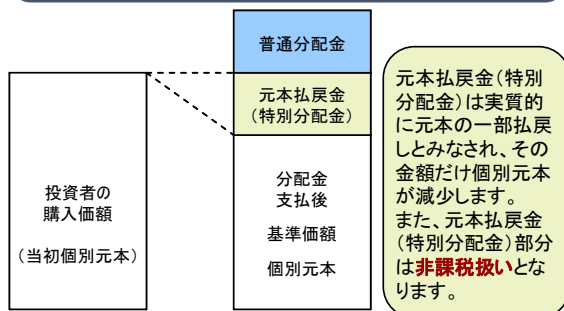 普通分配金
元本払戻金
(特別分配金)
投資者の
購入価額
(当初個別元本)
分配金
支払後
基準価額
個別元本
元本払戻金(特別
分配金)は実質的
に元本の一部払戻
しとみなされ、その
金額だけ個別元本
が減少します。
また、元本払戻金
(特別分配金)部分
は非課税扱いとな
ります。